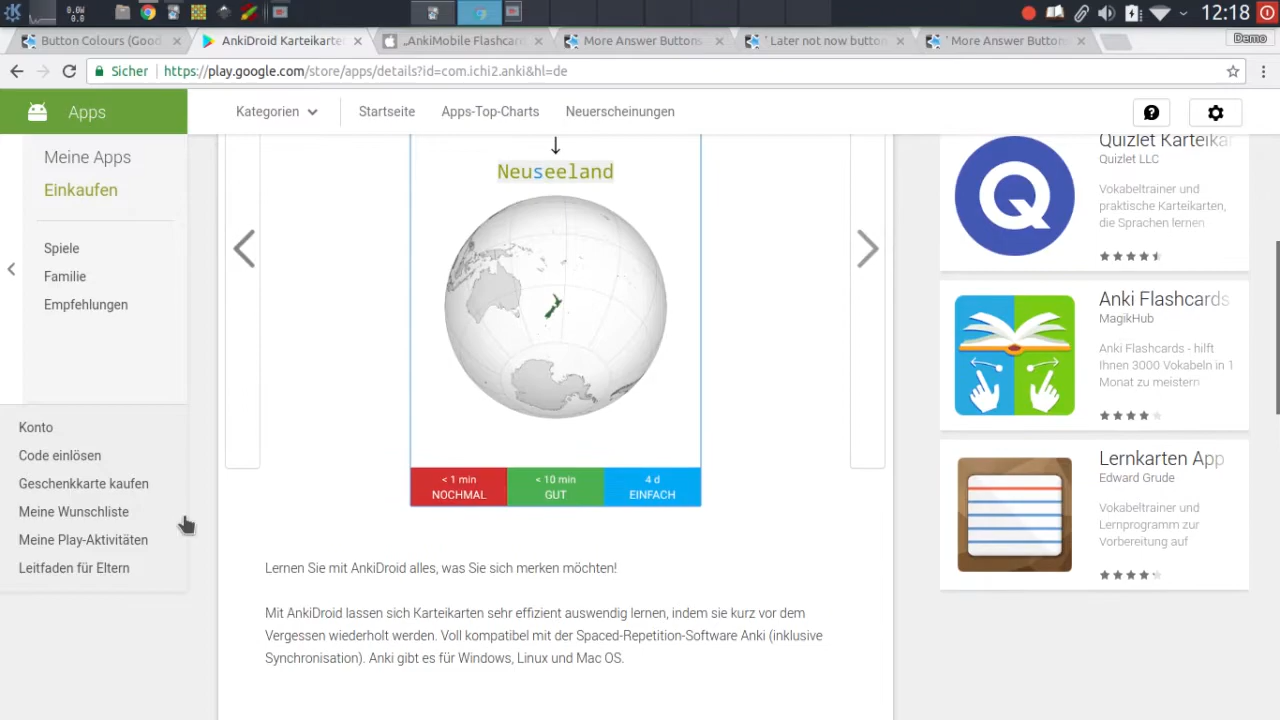 0.0W
12:18
Button Colours (Good
AnkiDroid Karteikarte
„AnkiMobile Flashcard
More Answer Buttons
' Later not now button
' More Answer Button
Demo
Sicher
https://play.google.com/store/apps/details?id=com.ichi2.anki&hl=de
Apps
Kategorien
Startseite
Apps-Top-Charts
Neuerscheinungen
Meine Apps
Einkaufen
Spiele
Familie
Empfehlungen
Konto
Code einlösen
Geschenkkarte kaufen
Meine Wunschliste
Meine Play-Aktivitäten
Leitfaden für Eltern
↓
Neuseeland
< 1 min
NOCHMAL
< 10 min
GUT
4 d
EINFACH
Lernen Sie mit AnkiDroid alles, was Sie sich merken möchten!
Mit AnkiDroid lassen sich Karteikarten sehr effizient auswendig lernen, indem sie kurz vor dem
Vergessen wiederholt werden. Voll kompatibel mit der Spaced-Repetition-Software Anki (inklusive
Synchronisation). Anki gibt es für Windows, Linux und Mac OS.
Quizlet Karteika
Quizlet LLC
Vokabeltrainer und
praktische Karteikarten,
die Sprachen lernen
Anki Flashcards
MagikHub
Anki Flashcards - hilft
Ihnen 3000 Vokabeln in 1
Monat zu meistern
Lernkarten App
Edward Grude
Vokabeltrainer und
Lernprogramm zur
Vorbereitung auf